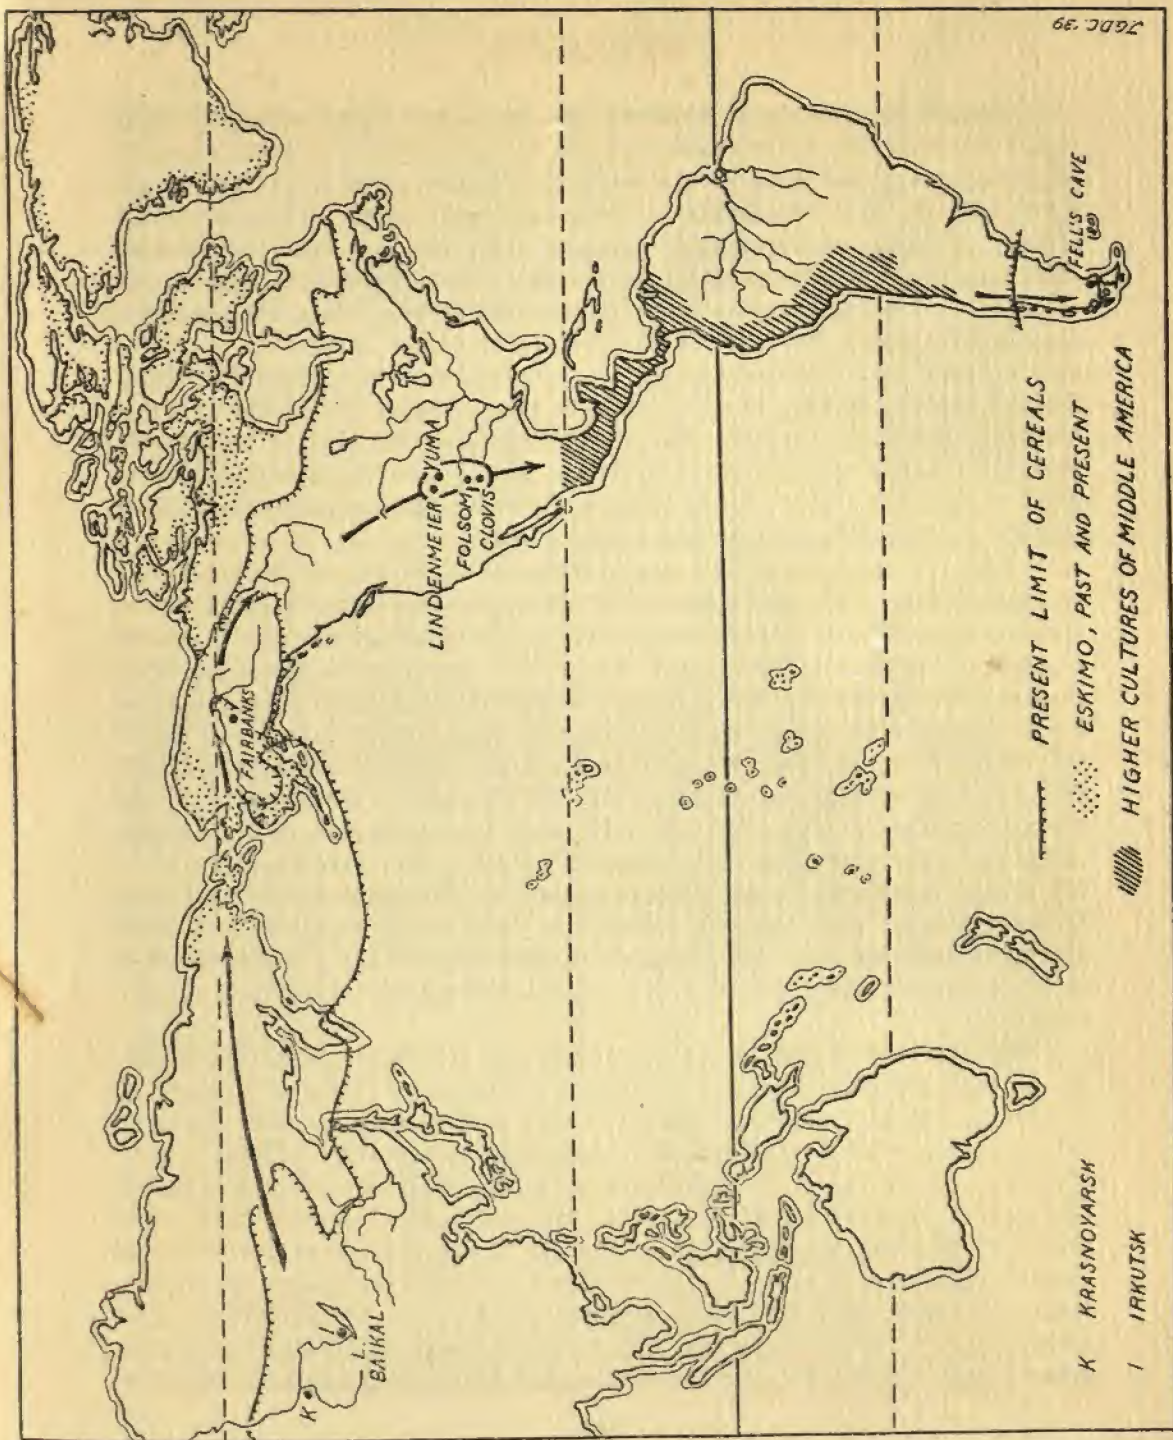 FAIRBANKS
LINDENMEIER
YUMA
FOLSOM
CLOVIS
FELL'S CAVE
K
I
L.
BAIKAL
PRESENT LIMIT OF CEREALS
ESKIMO, PAST AND PRESENT
HIGHER CULTURES OF MIDDLE AMERICA
K KRASNOYARSK
I IRKUTSK
JGDC. '39